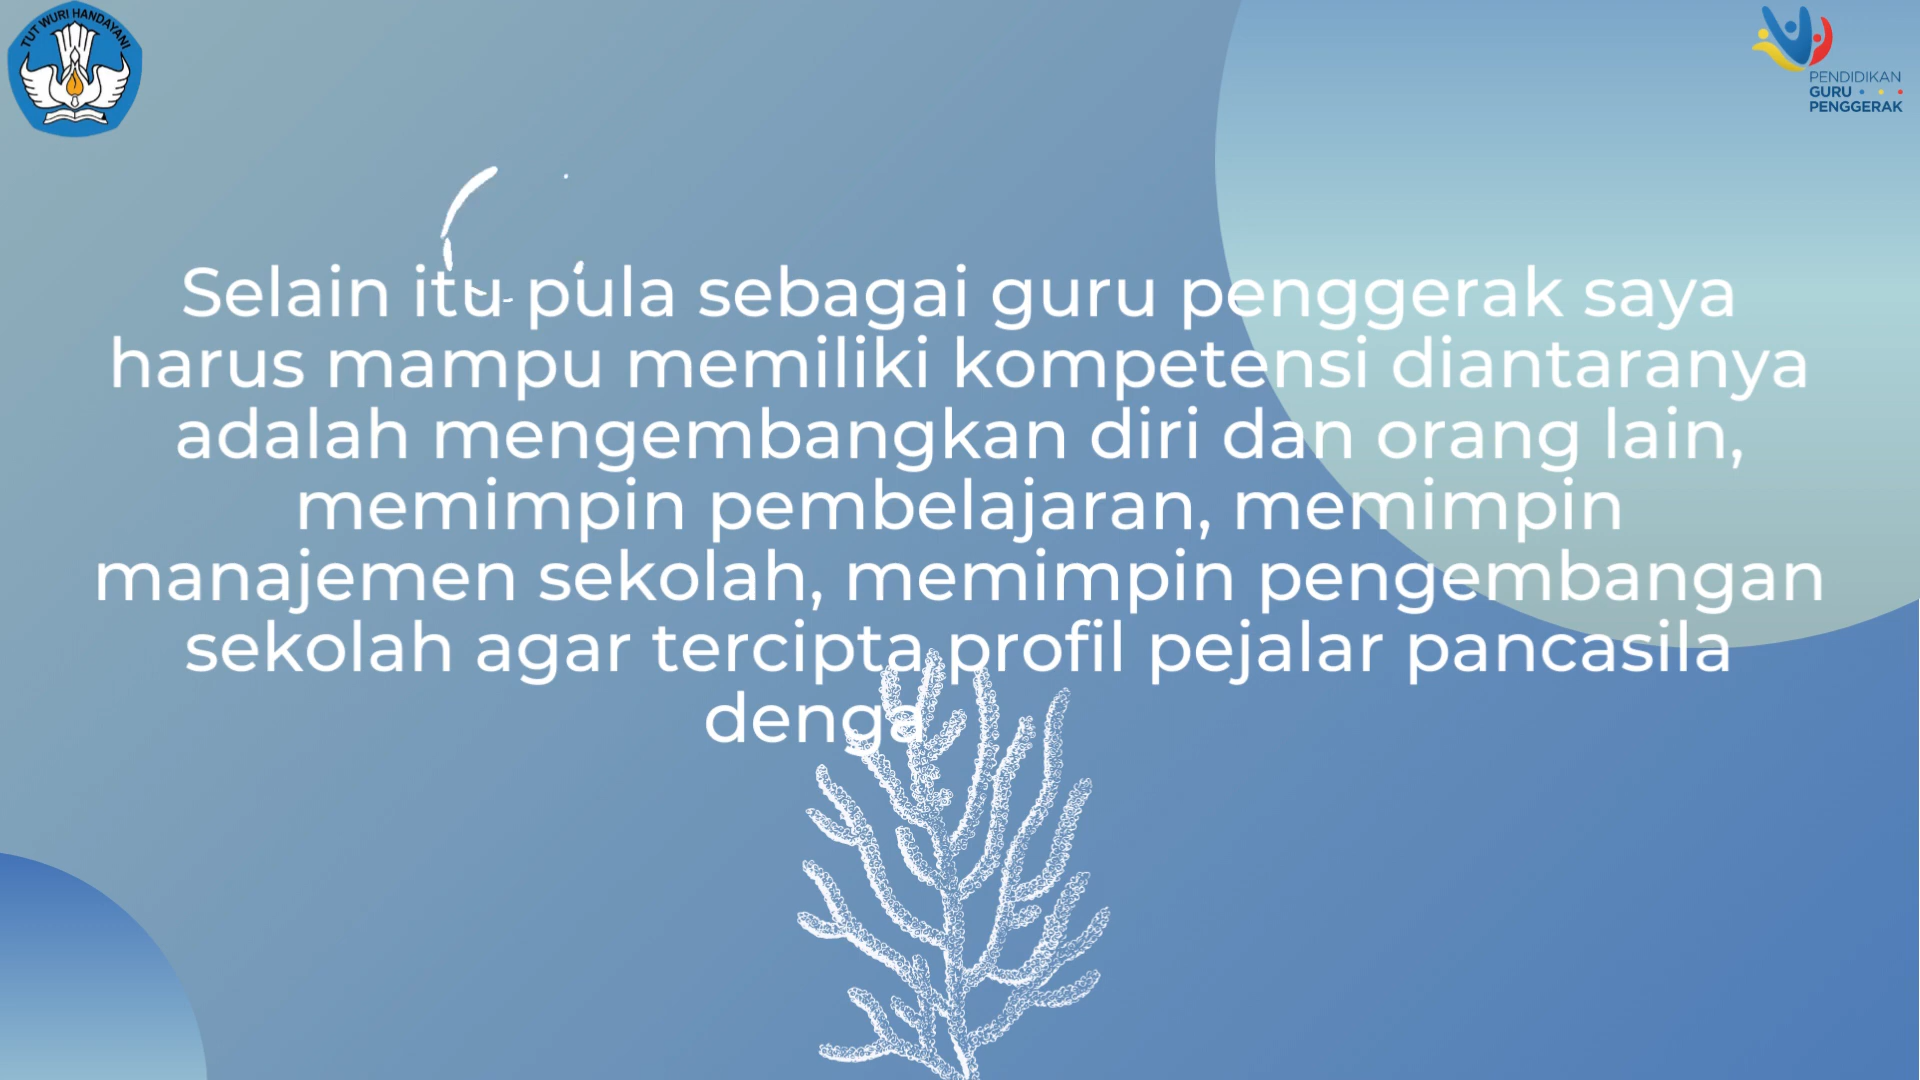 TUT WURI HANDAYANI
PENDIDIKAN
GURU
PENGGERAK
Selain itu pula sebagai guru penggerak saya
harus mampu memiliki kompetensi diantaranya
adalah mengembangkan diri dan orang lain,
memimpin pembelajaran, memimpin
manajemen sekolah, memimpin pengembangan
sekolah agar tercipta profil pejalar pancasila
denga